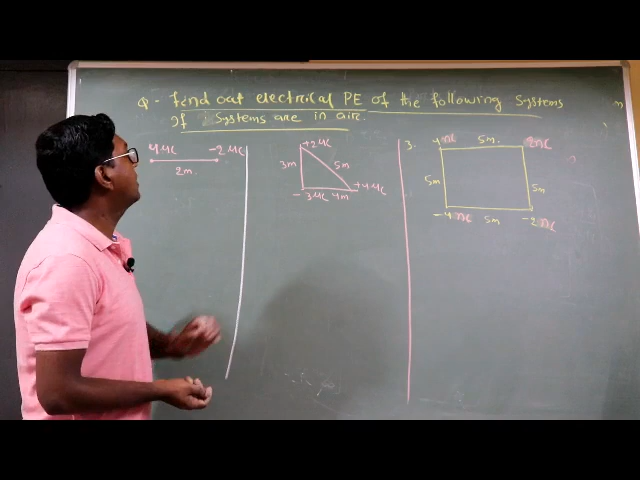 Q- Find out electrical PE of the following systems
if systems are in air.
4μC -2μC
2m
+2μC
3m 5m
-3μC 4m +4μC
3. 4nC 5m 2nC
5m 5m
-4nC 5m -2nC